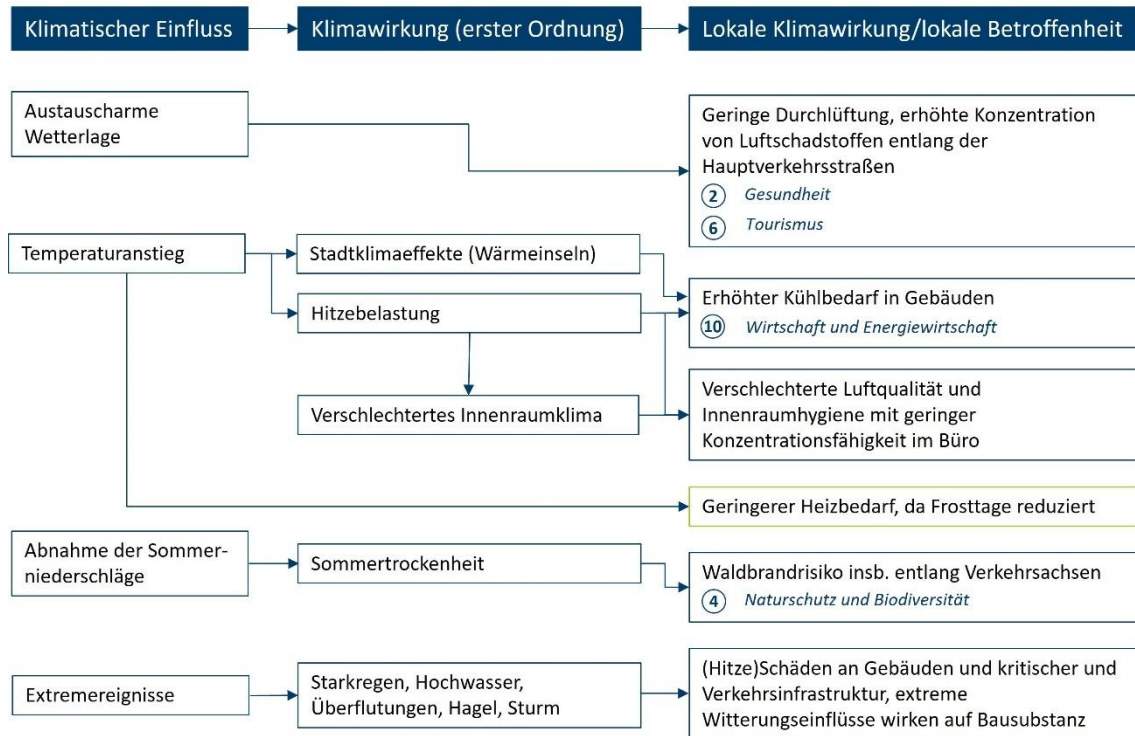 Klimatischer Einfluss
Klimawirkung (erster Ordnung)
Lokale Klimawirkung/lokale Betroffenheit
Austauscharme
Wetterlage
Geringe Durchlüftung, erhöhte Konzentration
von Luftschadstoffen entlang der
Hauptverkehrsstraßen
2 Gesundheit
6 Tourismus
Temperaturanstieg
Stadtklimaeffekte (Wärmeinseln)
Hitzebelastung
Erhöhter Kühlbedarf in Gebäuden
10 Wirtschaft und Energiewirtschaft
Verschlechtertes Innenraumklima
Verschlechterte Luftqualität und
Innenraumhygiene mit geringer
Konzentrationsfähigkeit im Büro
Geringerer Heizbedarf, da Frosttage reduziert
Abnahme der Sommer-
niederschläge
Sommertrockenheit
Waldbrandrisiko insb. entlang Verkehrsachsen
4 Naturschutz und Biodiversität
Extremereignisse
Starkregen, Hochwasser,
Überflutungen, Hagel, Sturm
(Hitze)Schäden an Gebäuden und kritischer und
Verkehrsinfrastruktur, extreme
Witterungseinflüsse wirken auf Bausubstanz